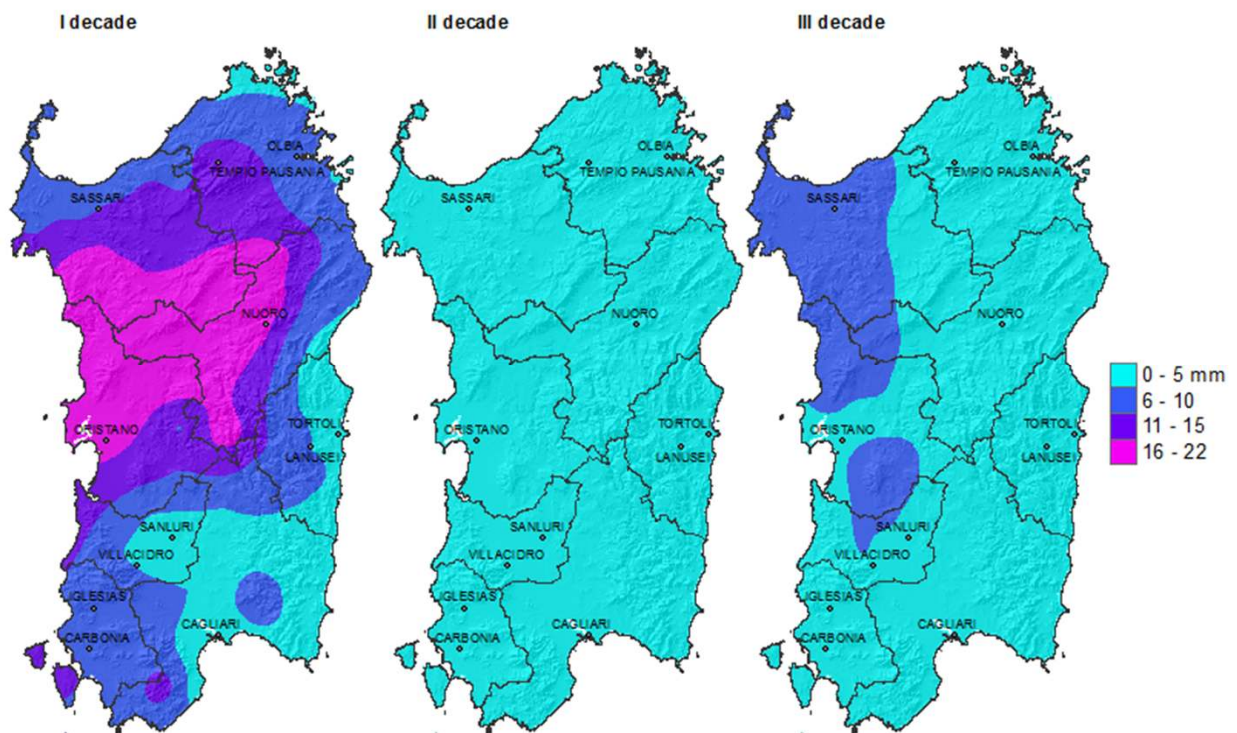 I decade
II decade
III decade
OLBIA
TEMPIO PAUSANIA
SASSARI
NUORO
ORISTANO
TORTOLI
LANUSEI
SANLURI
VILLACIDRO
IGLESIAS
CARBONIA
CAGLIARI
OLBIA
TEMPIO PAUSANIA
SASSARI
NUORO
ORISTANO
TORTOLI
LANUSEI
SANLURI
VILLACIDRO
IGLESIAS
CARBONIA
CAGLIARI
OLBIA
TEMPIO PAUSANIA
SASSARI
NUORO
ORISTANO
TORTOLI
LANUSEI
SANLURI
VILLACIDRO
IGLESIAS
CARBONIA
CAGLIARI
0 - 5 mm
6 - 10
11 - 15
16 - 22